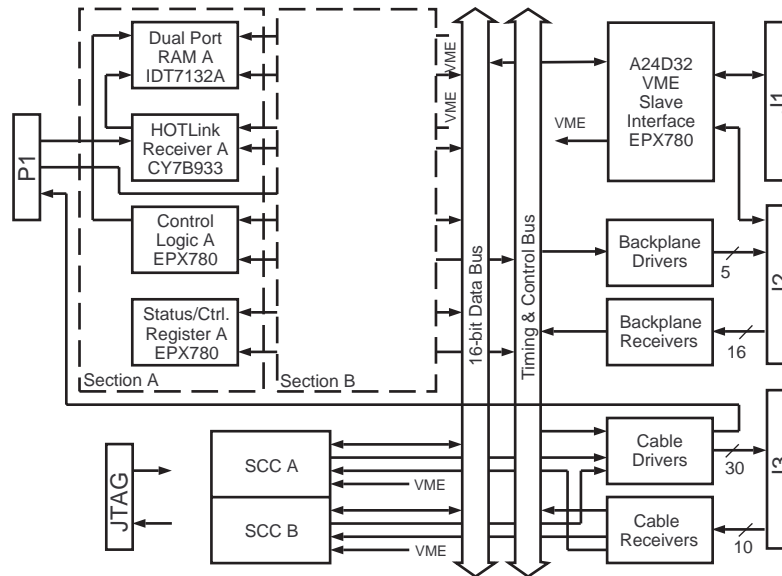 Dual Port
RAM A
IDT7132A
HOTLink
Receiver A
CY7B933
Control
Logic A
EPX780
Status/Ctrl.
Register A
EPX780
Section A
Section B
P1
VME
VME
VME
16-bit Data Bus
Timing & Control Bus
A24D32
VME
Slave
Interface
EPX780
VME
J1
Backplane
Drivers
5
Backplane
Receivers
16
J2
JTAG
SCC A
SCC B
VME
VME
Cable
Drivers
30
Cable
Receivers
10
J3